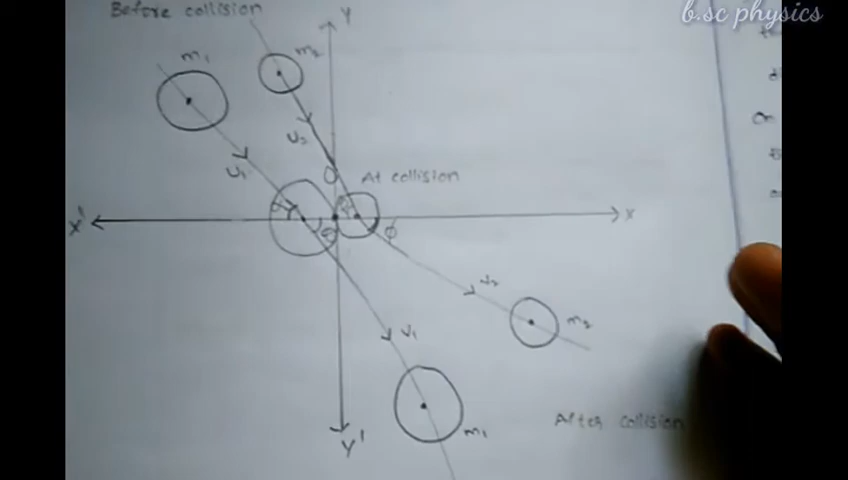 b.sc physics
Before collision
Y
m₁
m₂
u₂
u₁
At collision
O
X'
X
θ
ϕ
v₂
m₂
v₁
m₁
After collision
Y'